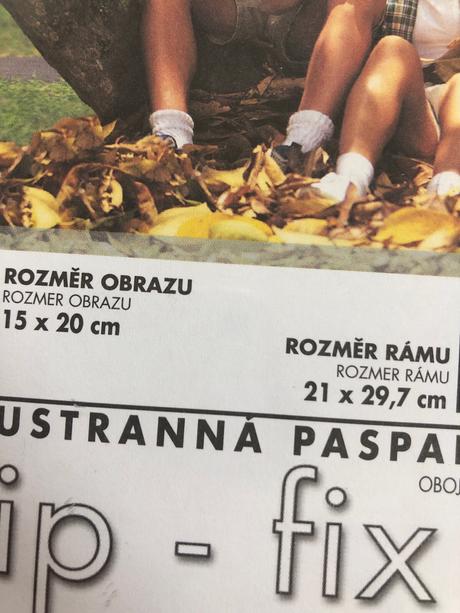 ROZMĚR OBRAZU
ROZMER OBRAZU
15 x 20 cm
ROZMĚR RÁMU
ROZMER RÁMU
21 x 29,7 cm
USTRANNÁ PASPA
OBOJ
ip - fix